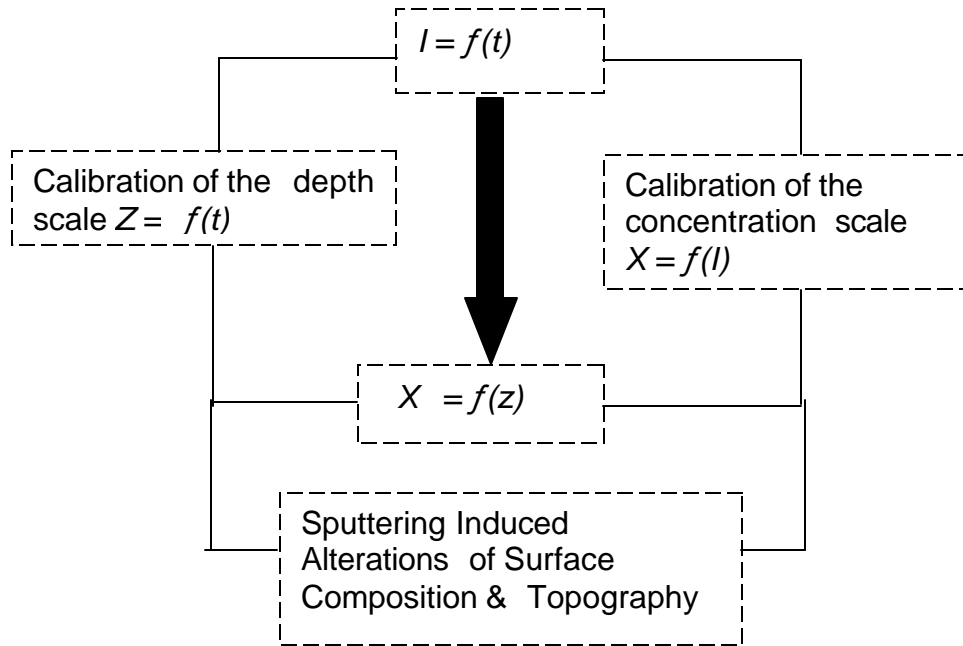 I = f(t)
Calibration of the depth
scale Z = f(t)
Calibration of the
concentration scale
X = f(I)
X = f(z)
Sputtering Induced
Alterations of Surface
Composition & Topography